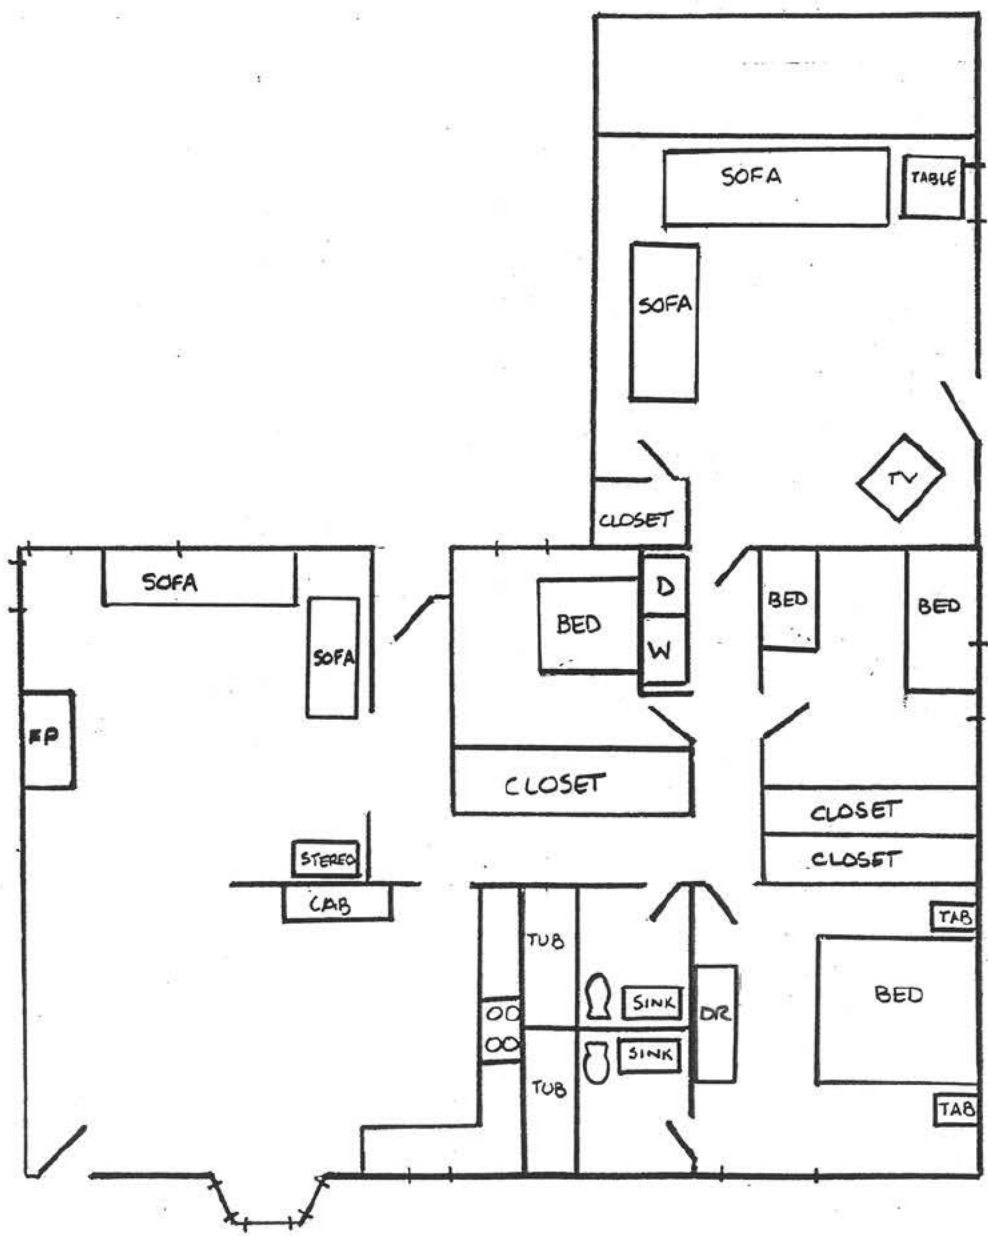 SOFA
TABLE
SOFA
TV
CLOSET
SOFA
SOFA
BED
D
W
BED
BED
FP
CLOSET
CLOSET
CLOSET
STEREO
CAB
TAB
TUB
SINK
DR
BED
SINK
TUB
TAB